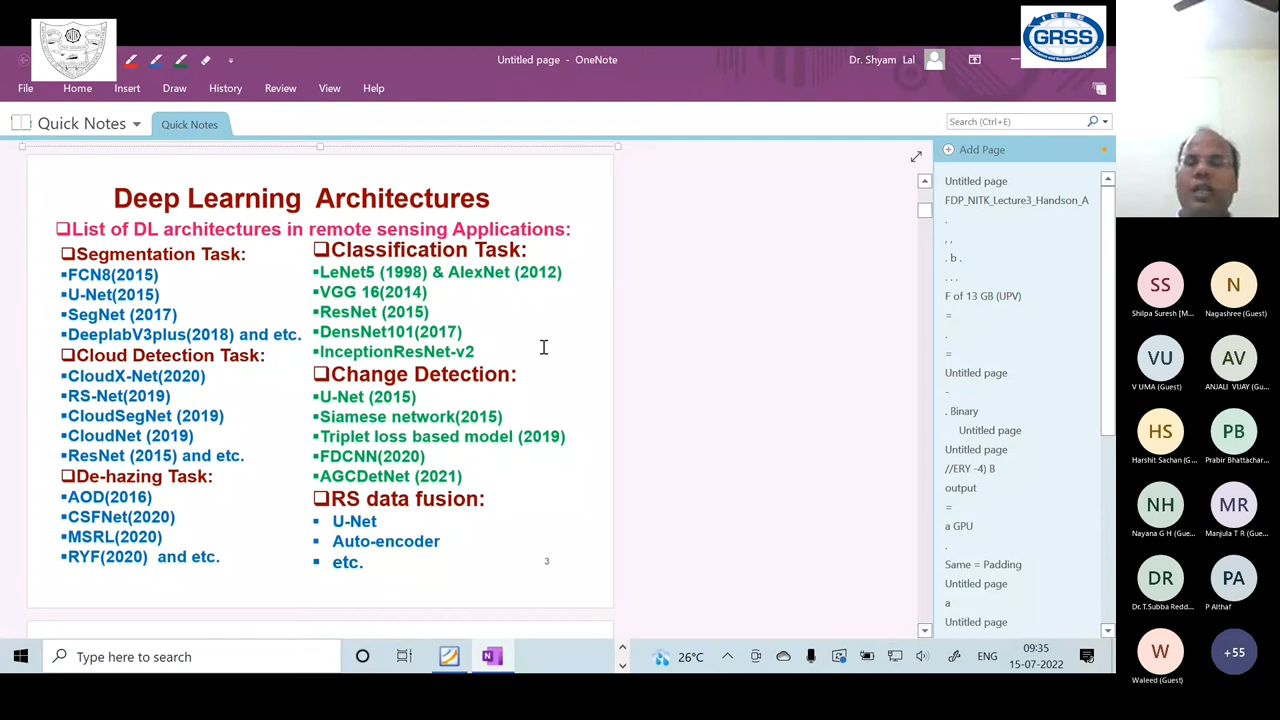 IEEE
GRSS
Untitled page - OneNote
Dr. Shyam Lal
File Home Insert Draw History Review View Help
Quick Notes
Quick Notes
Search (Ctrl+E)
Deep Learning Architectures
❑List of DL architectures in remote sensing Applications:
❑Segmentation Task:
▪FCN8(2015)
▪U-Net(2015)
▪SegNet (2017)
▪DeeplabV3plus(2018) and etc.
❑Cloud Detection Task:
▪CloudX-Net(2020)
▪RS-Net(2019)
▪CloudSegNet (2019)
▪CloudNet (2019)
▪ResNet (2015) and etc.
❑De-hazing Task:
▪AOD(2016)
▪CSFNet(2020)
▪MSRL(2020)
▪RYF(2020) and etc.
❑Classification Task:
▪LeNet5 (1998) & AlexNet (2012)
▪VGG 16(2014)
▪ResNet (2015)
▪DensNet101(2017)
▪InceptionResNet-v2
❑Change Detection:
▪U-Net (2015)
▪Siamese network(2015)
▪Triplet loss based model (2019)
▪FDCNN(2020)
▪AGCDetNet (2021)
❑RS data fusion:
▪ U-Net
▪ Auto-encoder
▪ etc.
3
Add Page
Untitled page
FDP_NITK_Lecture3_Handson_A
.
, ,
. b .
. . .
F of 13 GB (UPV)
=
.
=
Untitled page
-
. Binary
Untitled page
Untitled page
//ERY -4) B
output
=
a GPU
.
Same = Padding
Untitled page
a
Untitled page
SS
Shilpa Suresh [M...
N
Nagashree (Guest)
VU
V UMA (Guest)
AV
ANJALI VIJAY (Guest)
HS
Harshit Sachan (G...
PB
Prabir Bhattachar...
NH
Nayana G H (Gue...
MR
Manjula T R (Gue...
DR
Dr. T.Subba Redd...
PA
P Althaf
W
Waleed (Guest)
+55
Type here to search
26°C
ENG
09:35
15-07-2022